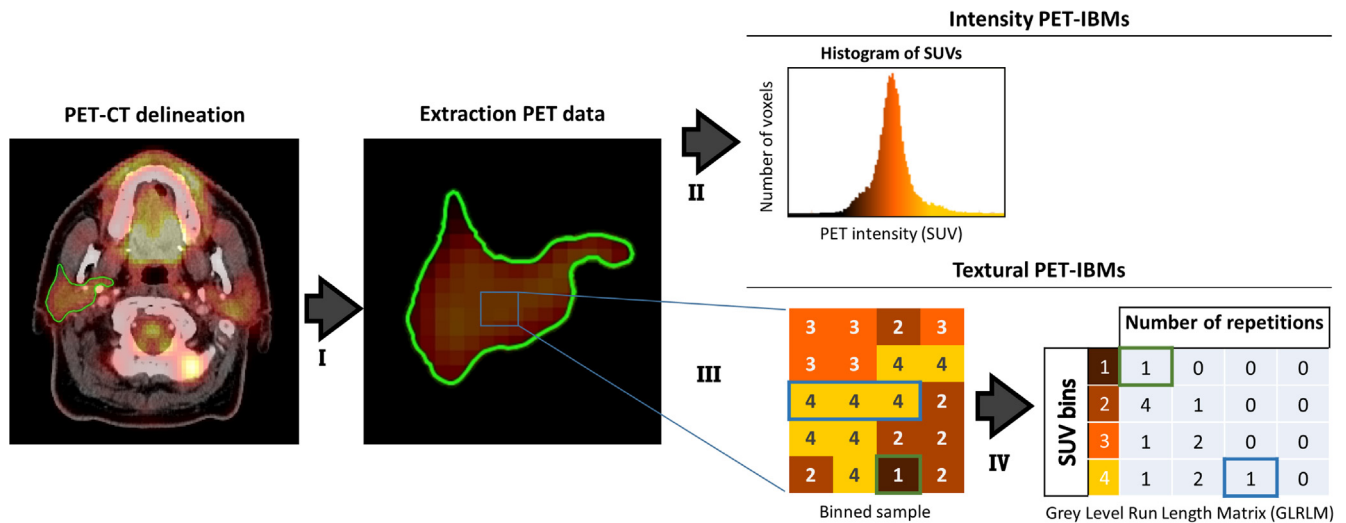 Intensity PET-IBMs
Histogram of SUVs
Number of voxels
PET intensity (SUV)
PET-CT delineation
Extraction PET data
I
II
Textural PET-IBMs
III
3 3 2 3
3 3 4 4
4 4 4 2
4 4 2 2
2 4 1 2
Binned sample
IV
Number of repetitions
SUV bins
1 1 0 0 0
2 4 1 0 0
3 1 2 0 0
4 1 2 1 0
Grey Level Run Length Matrix (GLRLM)